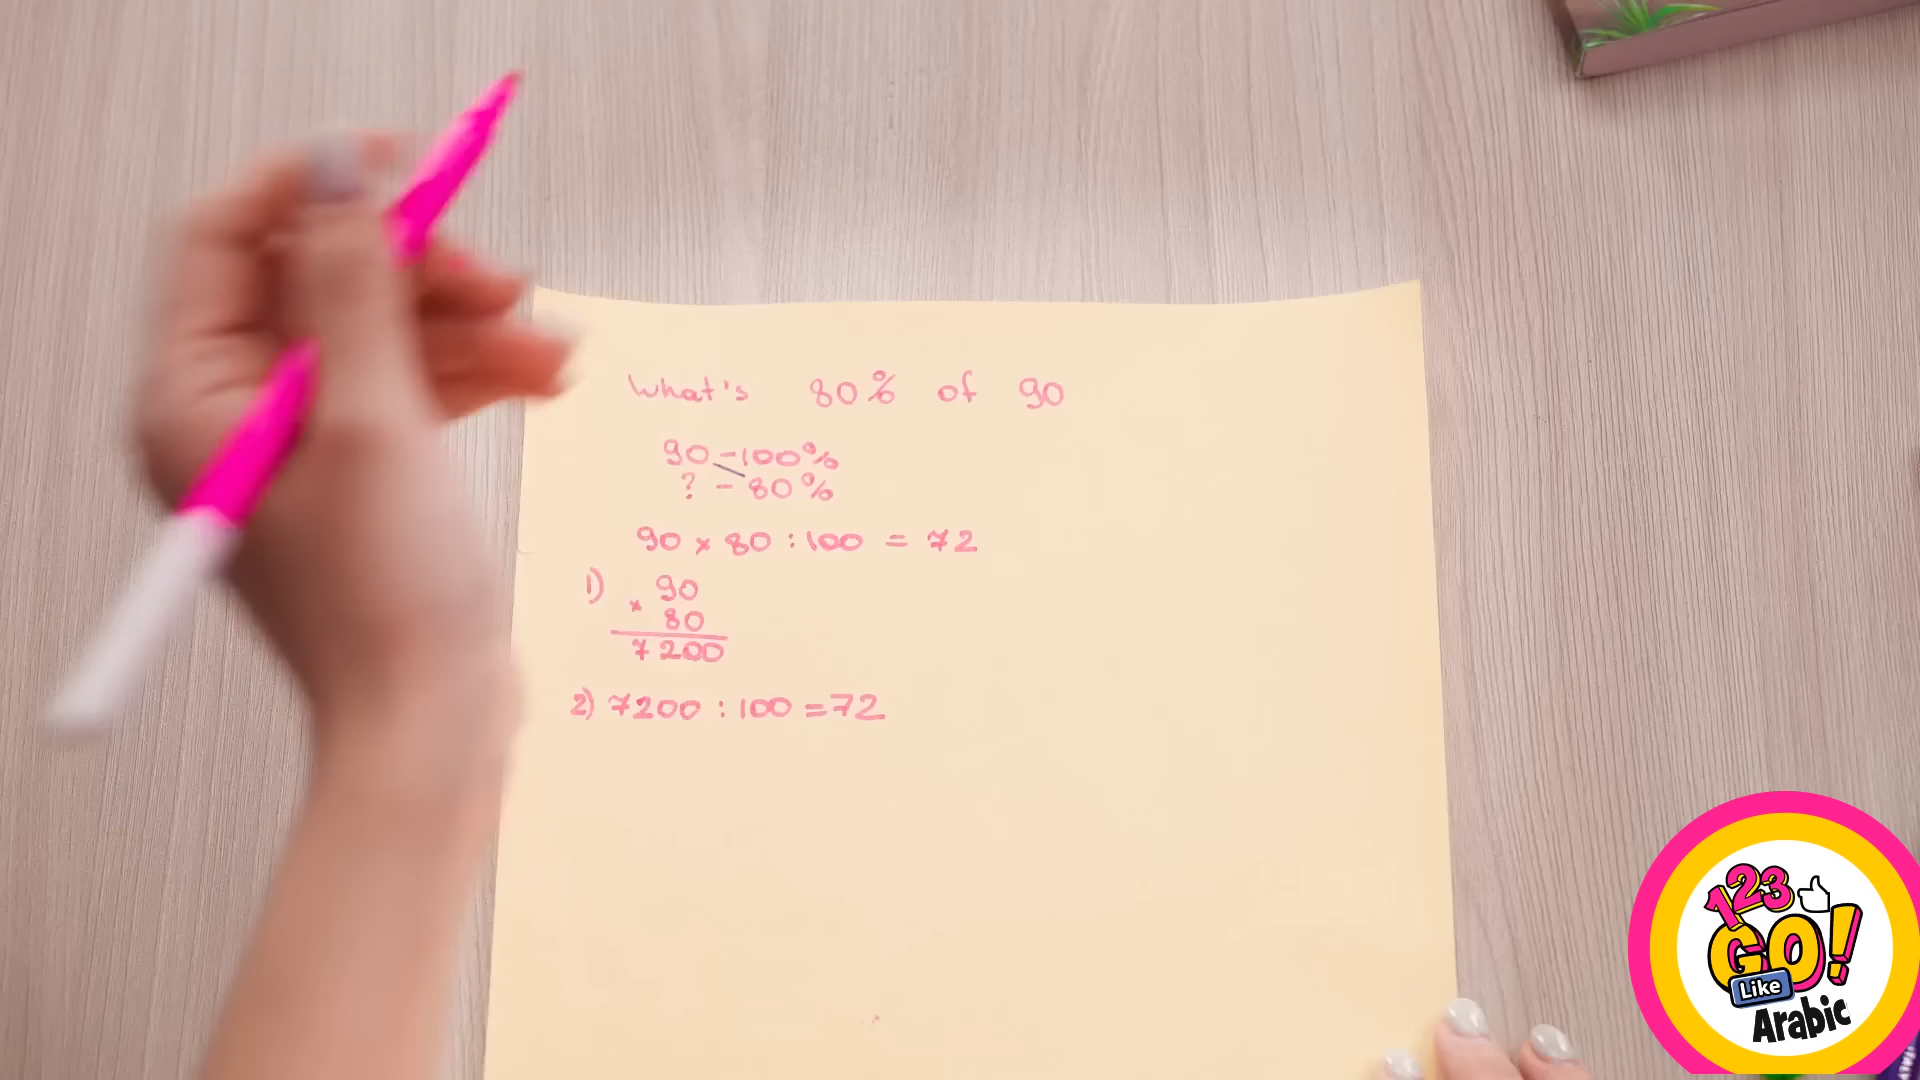 What's 80% of 90
90 - 100%
? - 80%
90 x 80 : 100 = 72
1) 90
x 80
7200
2) 7200 : 100 = 72
123
GO!
Like
Arabic